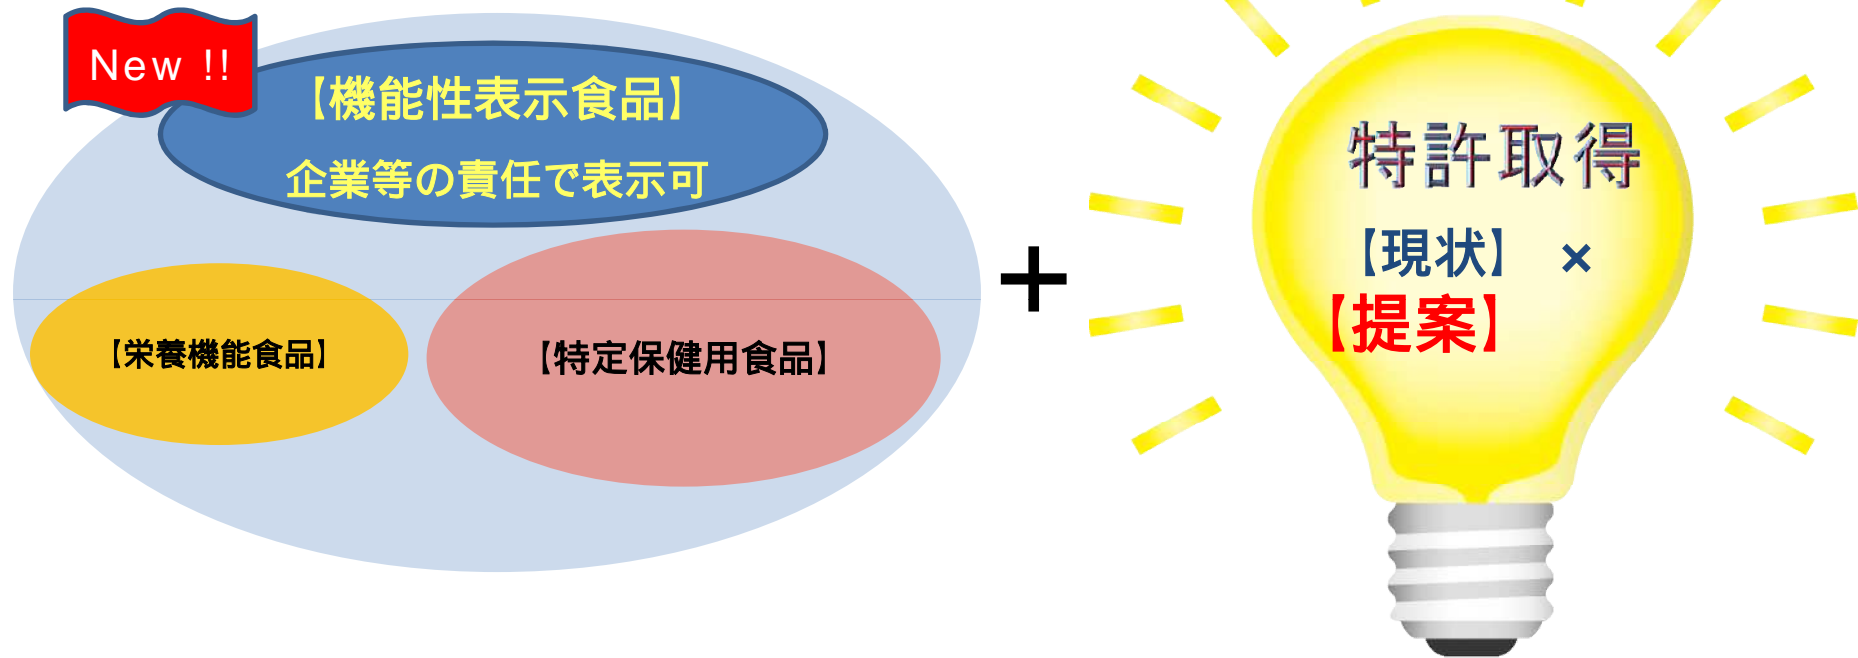 New !!
【機能性表示食品】
企業等の責任で表示可
【栄養機能食品】
【特定保健用食品】
+
特許取得
【現状】 ×
【提案】